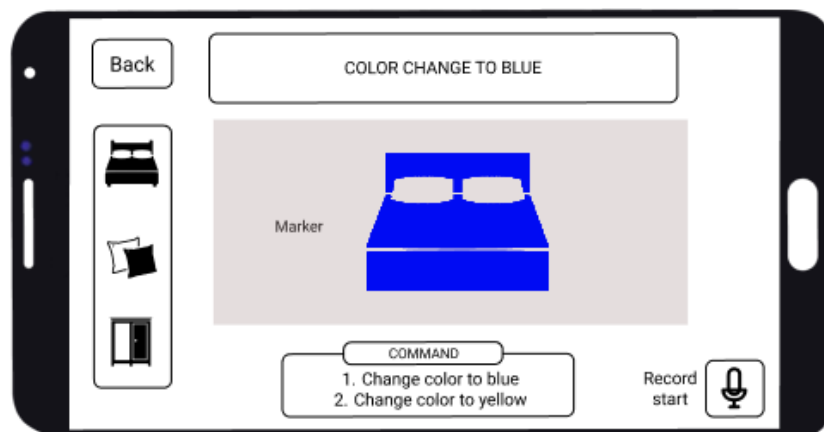 Back
COLOR CHANGE TO BLUE
Marker
COMMAND
1. Change color to blue
2. Change color to yellow
Record
start